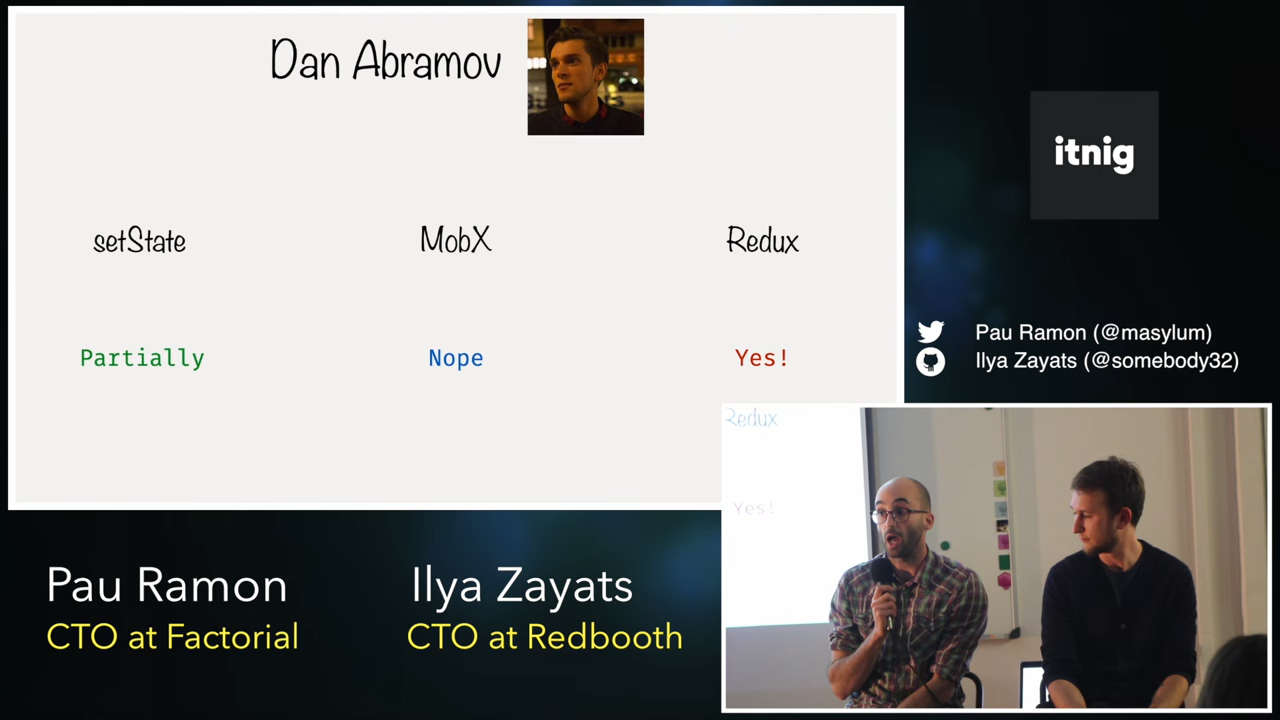 Dan Abramov
setState
MobX
Redux
Partially
Nope
Yes!
itnig
Pau Ramon (@masylum)
Ilya Zayats (@somebody32)
Redux
Yes!
Pau Ramon
CTO at Factorial
Ilya Zayats
CTO at Redbooth